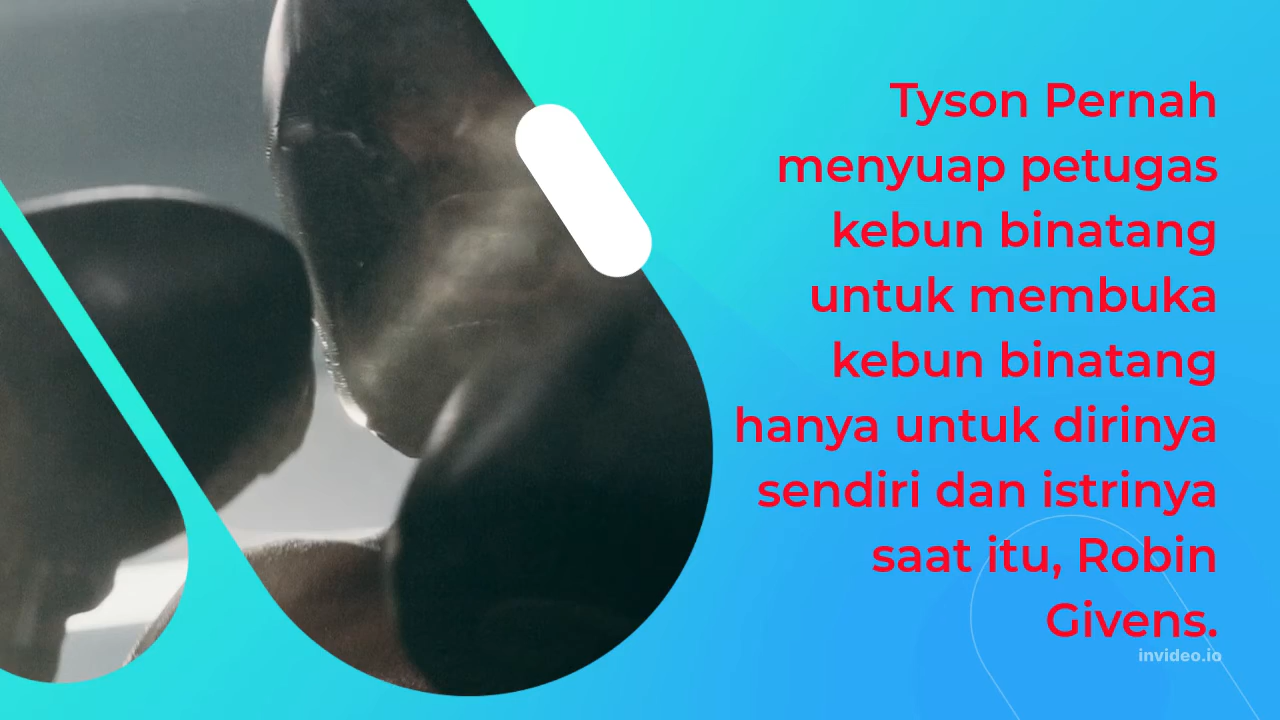 Tyson Pernah
menyuap petugas
kebun binatang
untuk membuka
kebun binatang
hanya untuk dirinya
sendiri dan istrinya
saat itu, Robin
Givens.
invideo.io